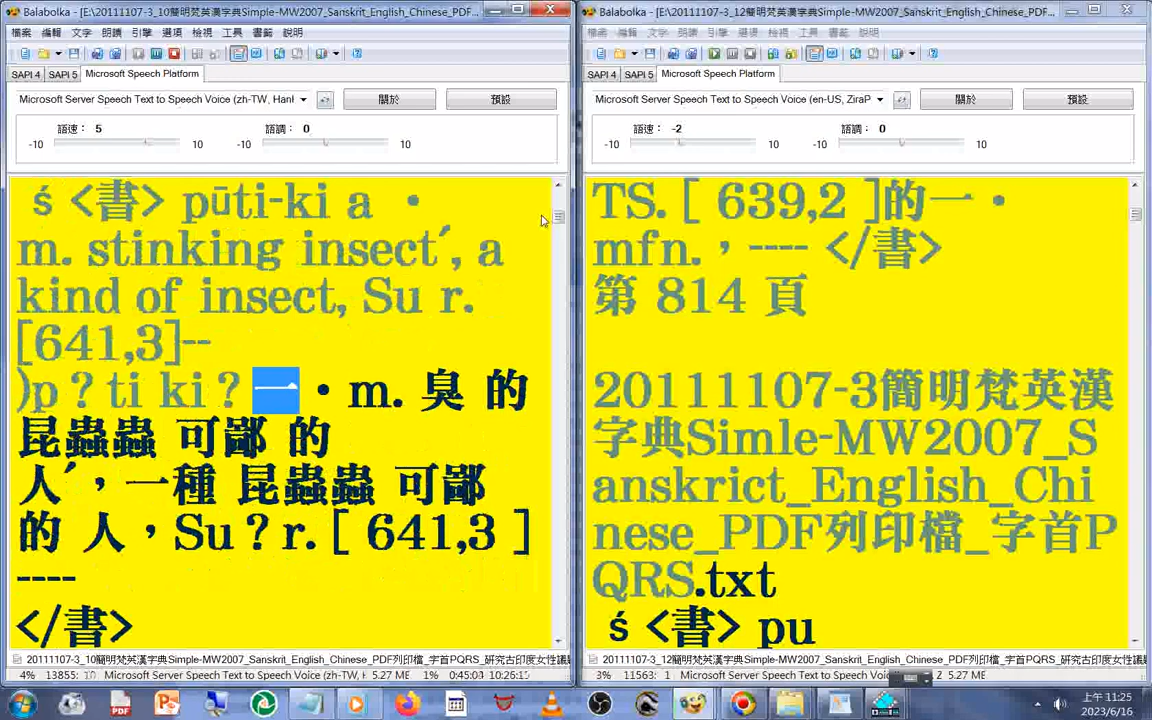 Balabolka - [E:\20111107-3_10簡明梵英漢字典Simple-MW2007_Sanskrit_English_Chinese_PDF...
檔案 編輯 文字 朗讀 引擎 選項 檢視 工具 書籤 說明
SAPI 4 SAPI 5 Microsoft Speech Platform
Microsoft Server Speech Text to Speech Voice (zh-TW, Hanl
關於 預設
語速: 5 語調: 0
-10 10 -10 10
ś <書> pūti-ki a •
m. stinking insect´, a
kind of insect, Su r.
[641,3]--
)p？ti ki？一•m. 臭 的
昆蟲蟲 可鄙 的
人´，一種 昆蟲蟲 可鄙
的 人，Su？r.[ 641,3 ]
----
</書>
20111107-3_10簡明梵英漢字典Simple-MW2007_Sanskrit_English_Chinese_PDF列印檔_字首PQRS_研究古印度女性議
4% 13855: Microsoft Server Speech Text to Speech Voice (zh-TW, H 5.27 MB 1% 0:45:04
Balabolka - [E:\20111107-3_12簡明梵英漢字典Simple-MW2007_Sanskrit_English_Chinese_PDF...
檔案 編輯 文字 朗讀 引擎 選項 檢視 工具 書籤 說明
SAPI 4 SAPI 5 Microsoft Speech Platform
Microsoft Server Speech Text to Speech Voice (en-US, ZiraP
關於 預設
語速: -2 語調: 0
-10 10 -10 10
TS. [ 639,2 ]的一•
mfn.，---- </書>
第 814 頁
20111107-3簡明梵英漢
字典Simle-MW2007_S
anskrict_English_Chi
nese_PDF列印檔_字首P
QRS.txt
ś <書> pu
20111107-3_12簡明梵英漢字典Simple-MW2007_Sanskrit_English_Chinese_PDF列印檔_字首PQRS_研究古印度女性議
3% 11563: 1 Microsoft Server Speech Text to Speech Voice (en-US, Z 5.27 MB
上午 11:25
2023/6/16